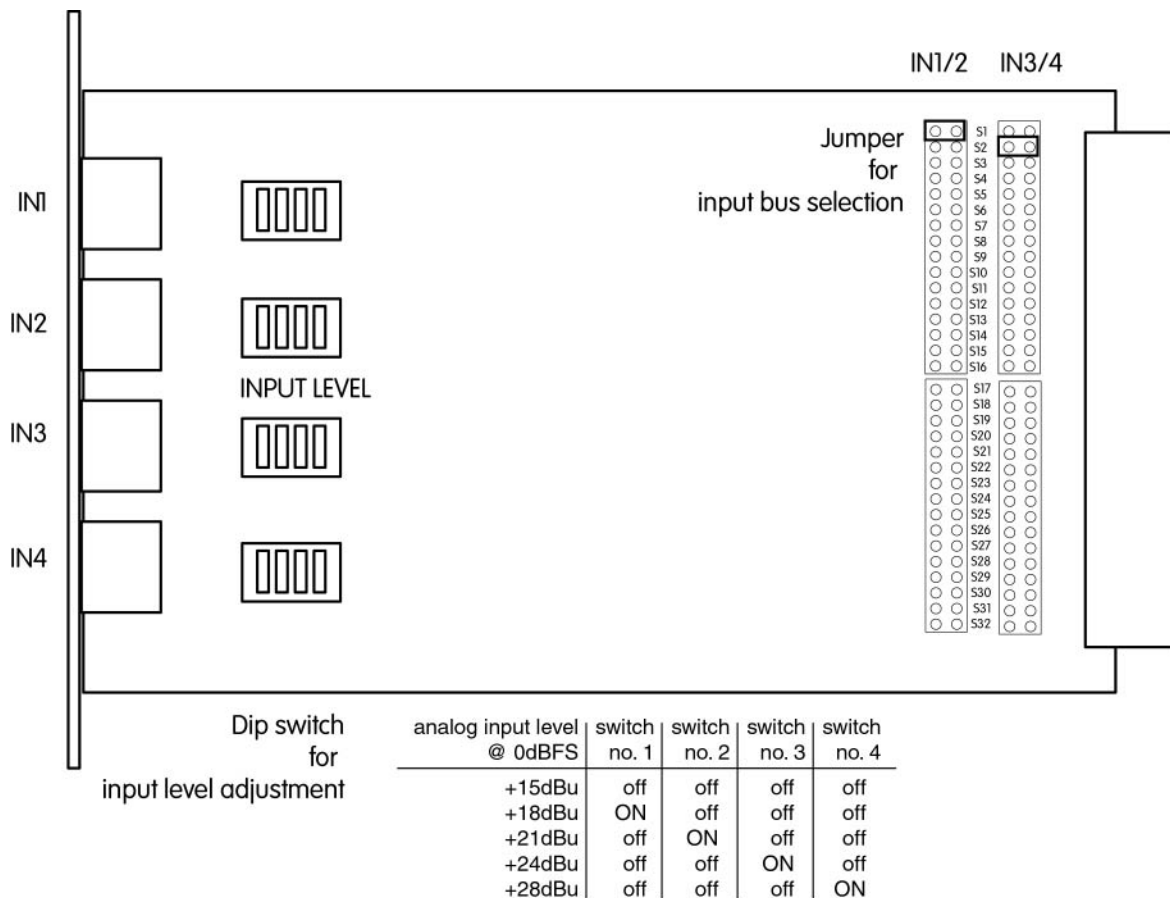 IN1/2 IN3/4
Jumper
for
input bus selection
S1
S2
S3
S4
S5
S6
S7
S8
S9
S10
S11
S12
S13
S14
S15
S16
S17
S18
S19
S20
S21
S22
S23
S24
S25
S26
S27
S28
S29
S30
S31
S32
IN1
IN2
INPUT LEVEL
IN3
IN4
Dip switch
for
input level adjustment
analog input level switch switch switch switch
@ 0dBFS no. 1 no. 2 no. 3 no. 4
+15dBu off off off off
+18dBu ON off off off
+21dBu off ON off off
+24dBu off off ON off
+28dBu off off off ON